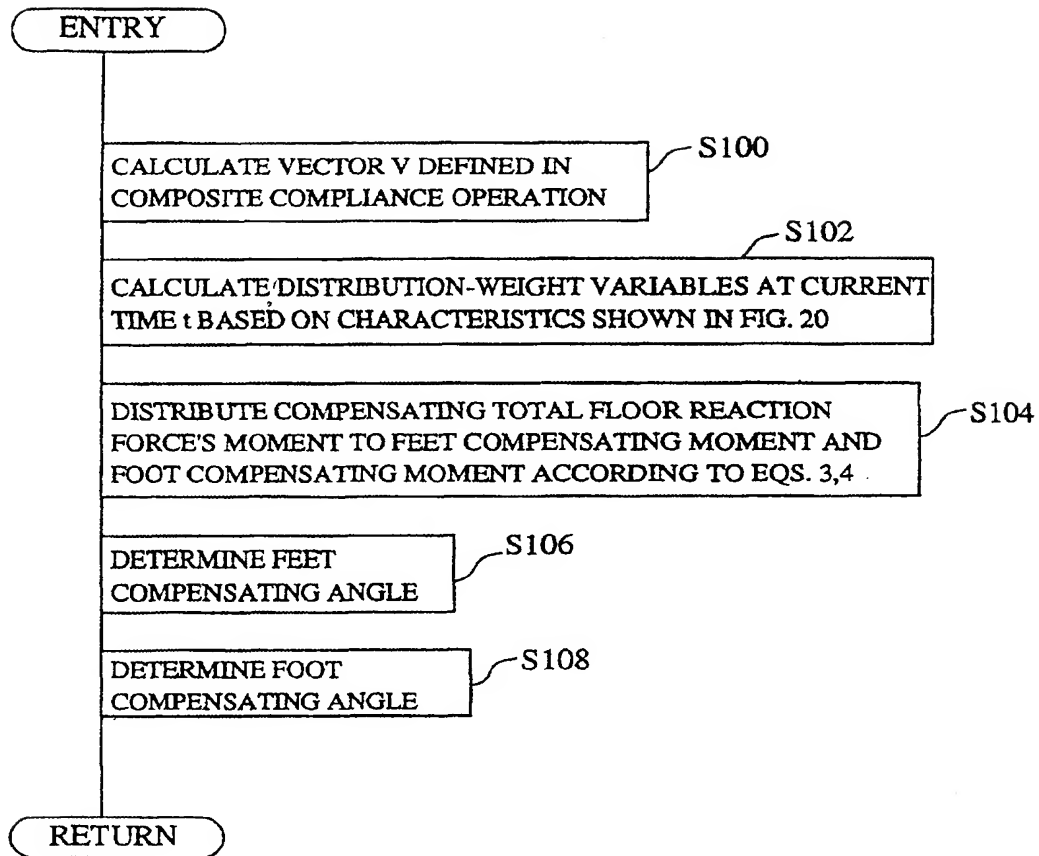 ENTRY
S100
CALCULATE VECTOR V DEFINED IN
COMPOSITE COMPLIANCE OPERATION
S102
CALCULATE DISTRIBUTION-WEIGHT VARIABLES AT CURRENT
TIME t BASED ON CHARACTERISTICS SHOWN IN FIG. 20
S104
DISTRIBUTE COMPENSATING TOTAL FLOOR REACTION
FORCE'S MOMENT TO FEET COMPENSATING MOMENT AND
FOOT COMPENSATING MOMENT ACCORDING TO EQS. 3,4
S106
DETERMINE FEET
COMPENSATING ANGLE
S108
DETERMINE FOOT
COMPENSATING ANGLE
RETURN